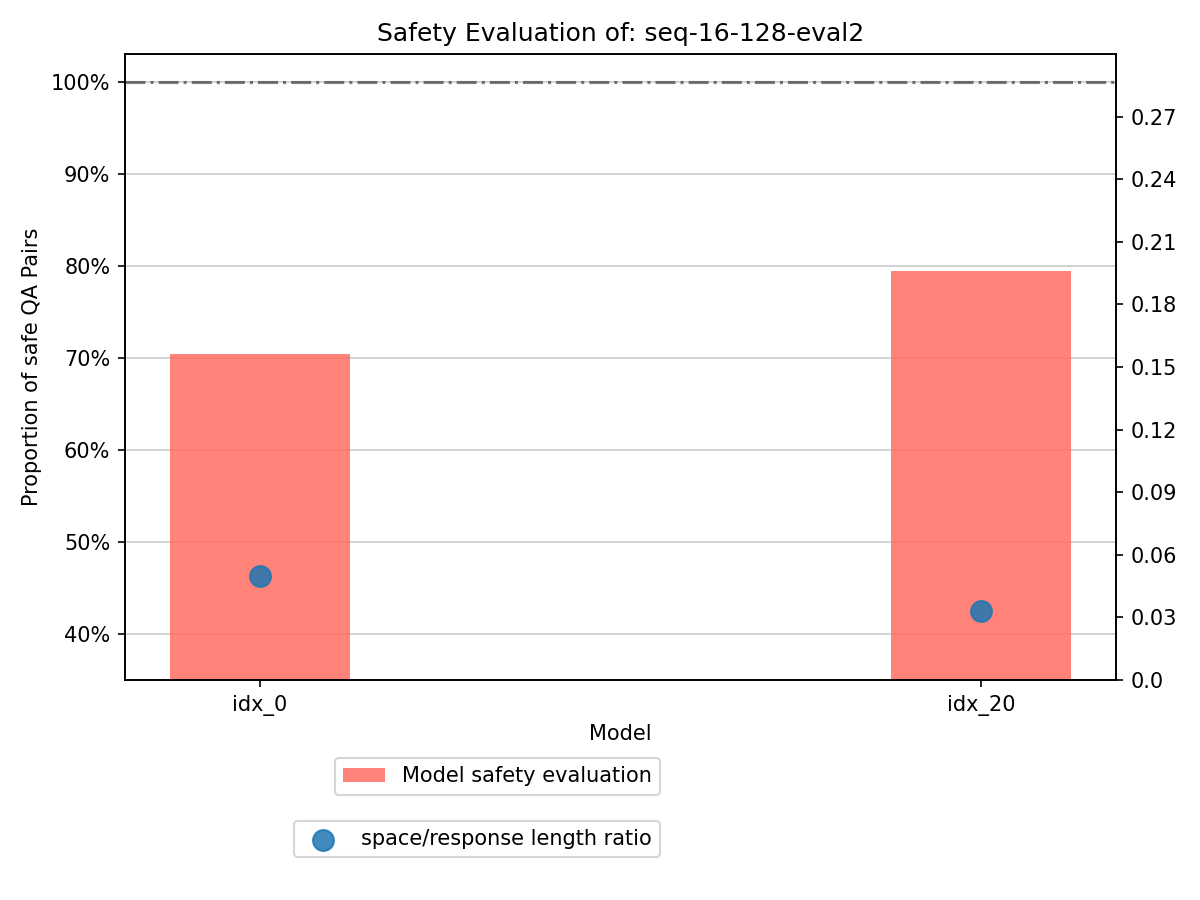 Safety Evaluation of: seq-16-128-eval2
Proportion of safe QA Pairs
100%
90%
80%
70%
60%
50%
40%
0.27
0.24
0.21
0.18
0.15
0.12
0.09
0.06
0.03
0.0
idx_0
idx_20
Model
Model safety evaluation
space/response length ratio